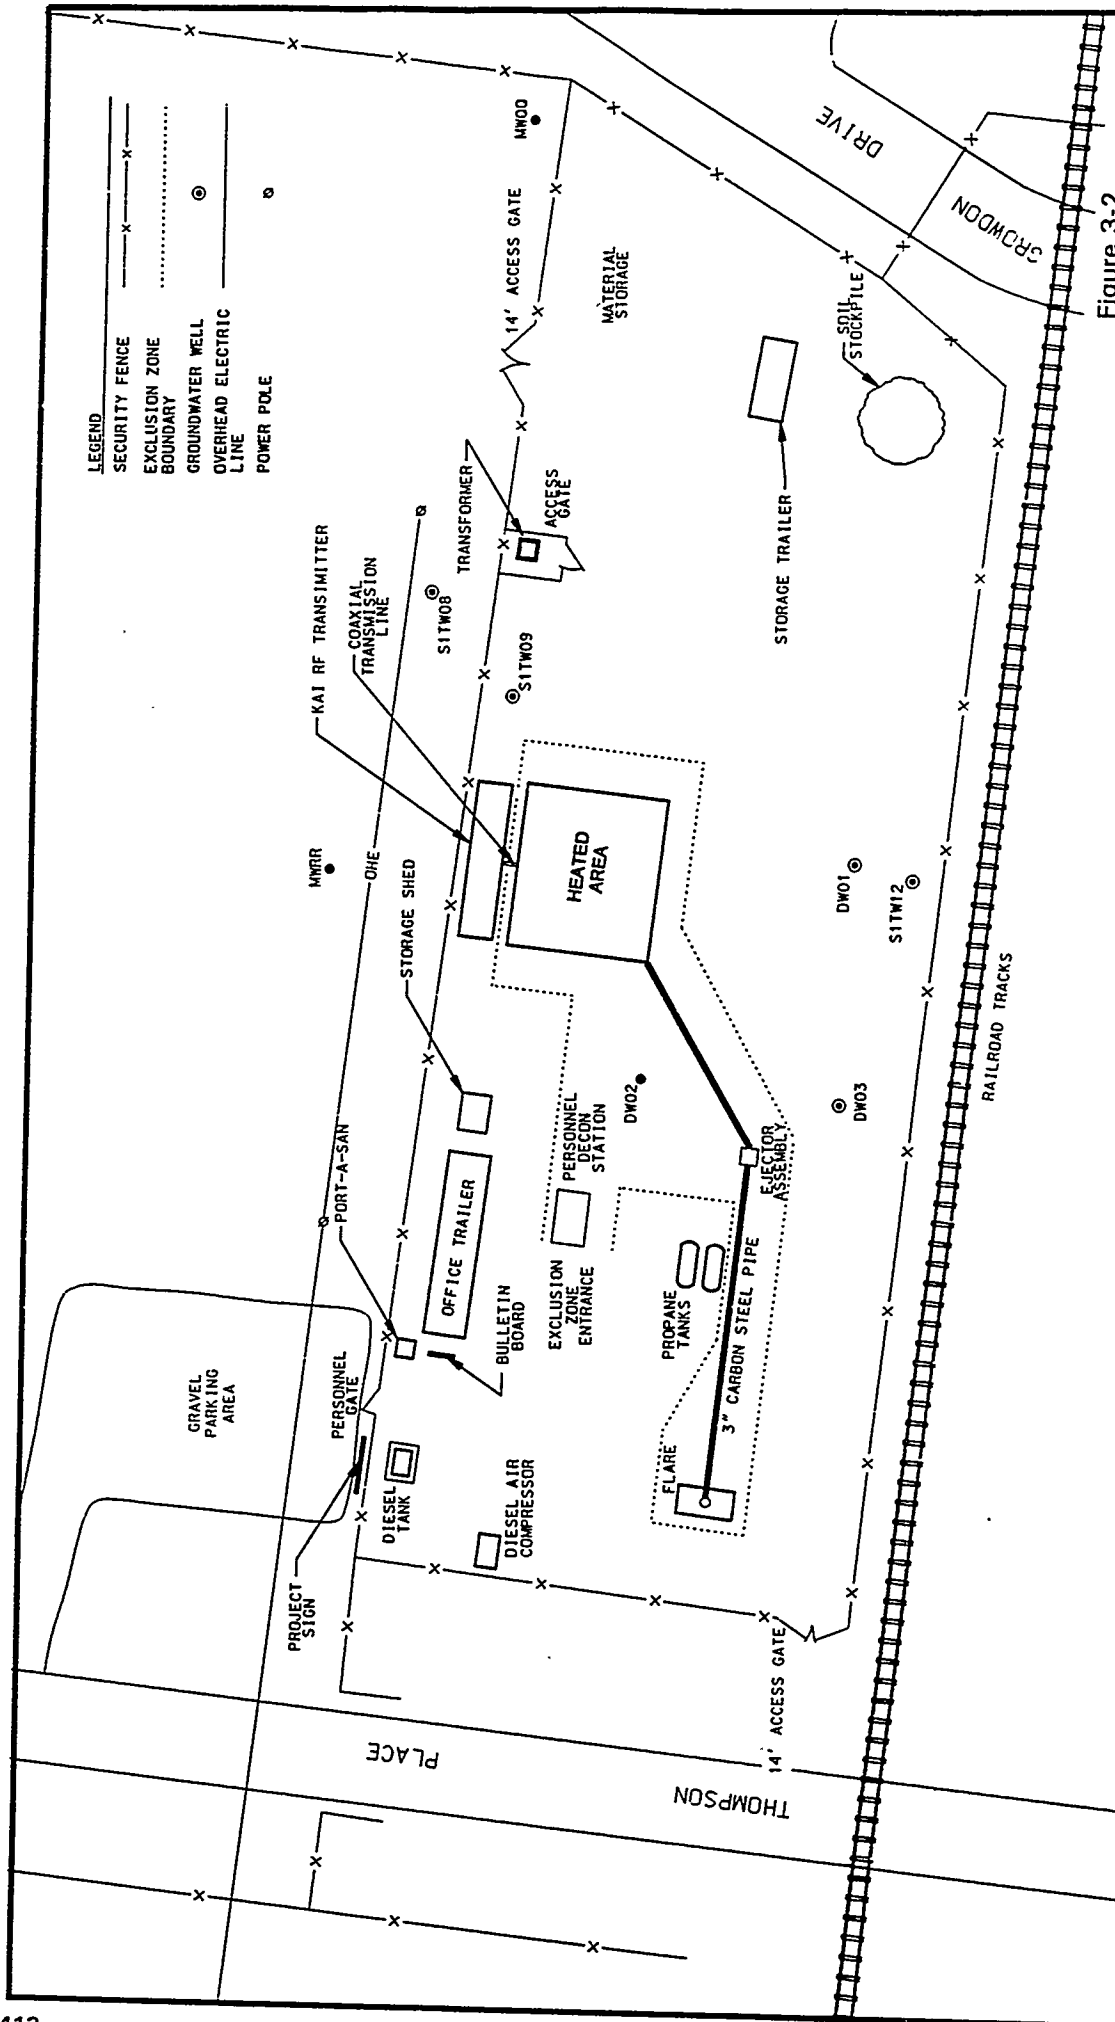 LEGEND
SECURITY FENCE
EXCLUSION ZONE
BOUNDARY
GROUNDWATER WELL
OVERHEAD ELECTRIC
LINE
POWER POLE
MWQQ
14' ACCESS GATE
MATERIAL
STORAGE
DRIVE
GROWDON
SOIL
STOCKPILE
STORAGE TRAILER
ACCESS
GATE
TRANSFORMER
S1TW08
S1TW09
KAI RF TRANSIMITTER
COAXIAL
TRANSMISSION
LINE
MWRR
OHE
STORAGE SHED
HEATED
AREA
DW01
S1TW12
RAILROAD TRACKS
DW03
DW02
PERSONNEL
DECON
STATION
EJECTOR
ASSEMBLY
PORT-A-SAN
OFFICE TRAILER
BULLETIN
BOARD
EXCLUSION
ZONE
ENTRANCE
PROPANE
TANKS
3" CARBON STEEL PIPE
FLARE
GRAVEL
PARKING
AREA
PERSONNEL
GATE
DIESEL
TANK
DIESEL AIR
COMPRESSOR
PROJECT
SIGN
14' ACCESS GATE
THOMPSON
PLACE
Figure 3-2